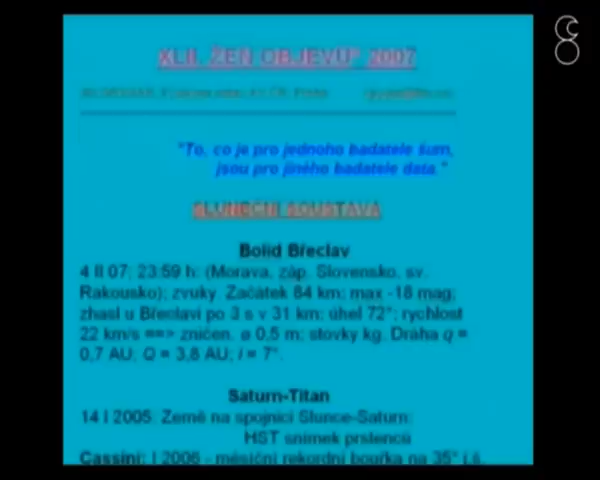 XLII. ŽEŇ OBJEVŮ* 2007
"To, co je pro jednoho badatele šum,
jsou pro jiného badatele data."
SLUNEČNÍ SOUSTAVA
Bolid Břeclav
4 II 07; 23:59 h; (Morava, záp. Slovensko, sv.
Rakousko); zvuky. Začátek 84 km; max -18 mag;
zhasl u Břeclavi po 3 s v 31 km; úhel 72°; rychlost
22 km/s ==> zničen. ø 0,5 m; stovky kg. Dráha q =
0,7 AU; Q = 3,8 AU; i = 7°.
Saturn-Titan
14 I 2005: Země na spojnici Slunce-Saturn:
HST snímek prstenců
Cassini: I 2006 - měsíční rekordní bouřka na 35° j.š.